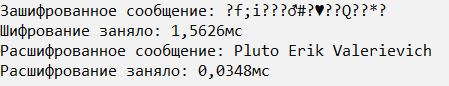 Зашифрованное сообщение: ?f;i???♂#?♥??Q??*?
Шифрование заняло: 1,5626мс
Расшифрованное сообщение: Pluto Erik Valerievich
Расшифрование заняло: 0,0348мс